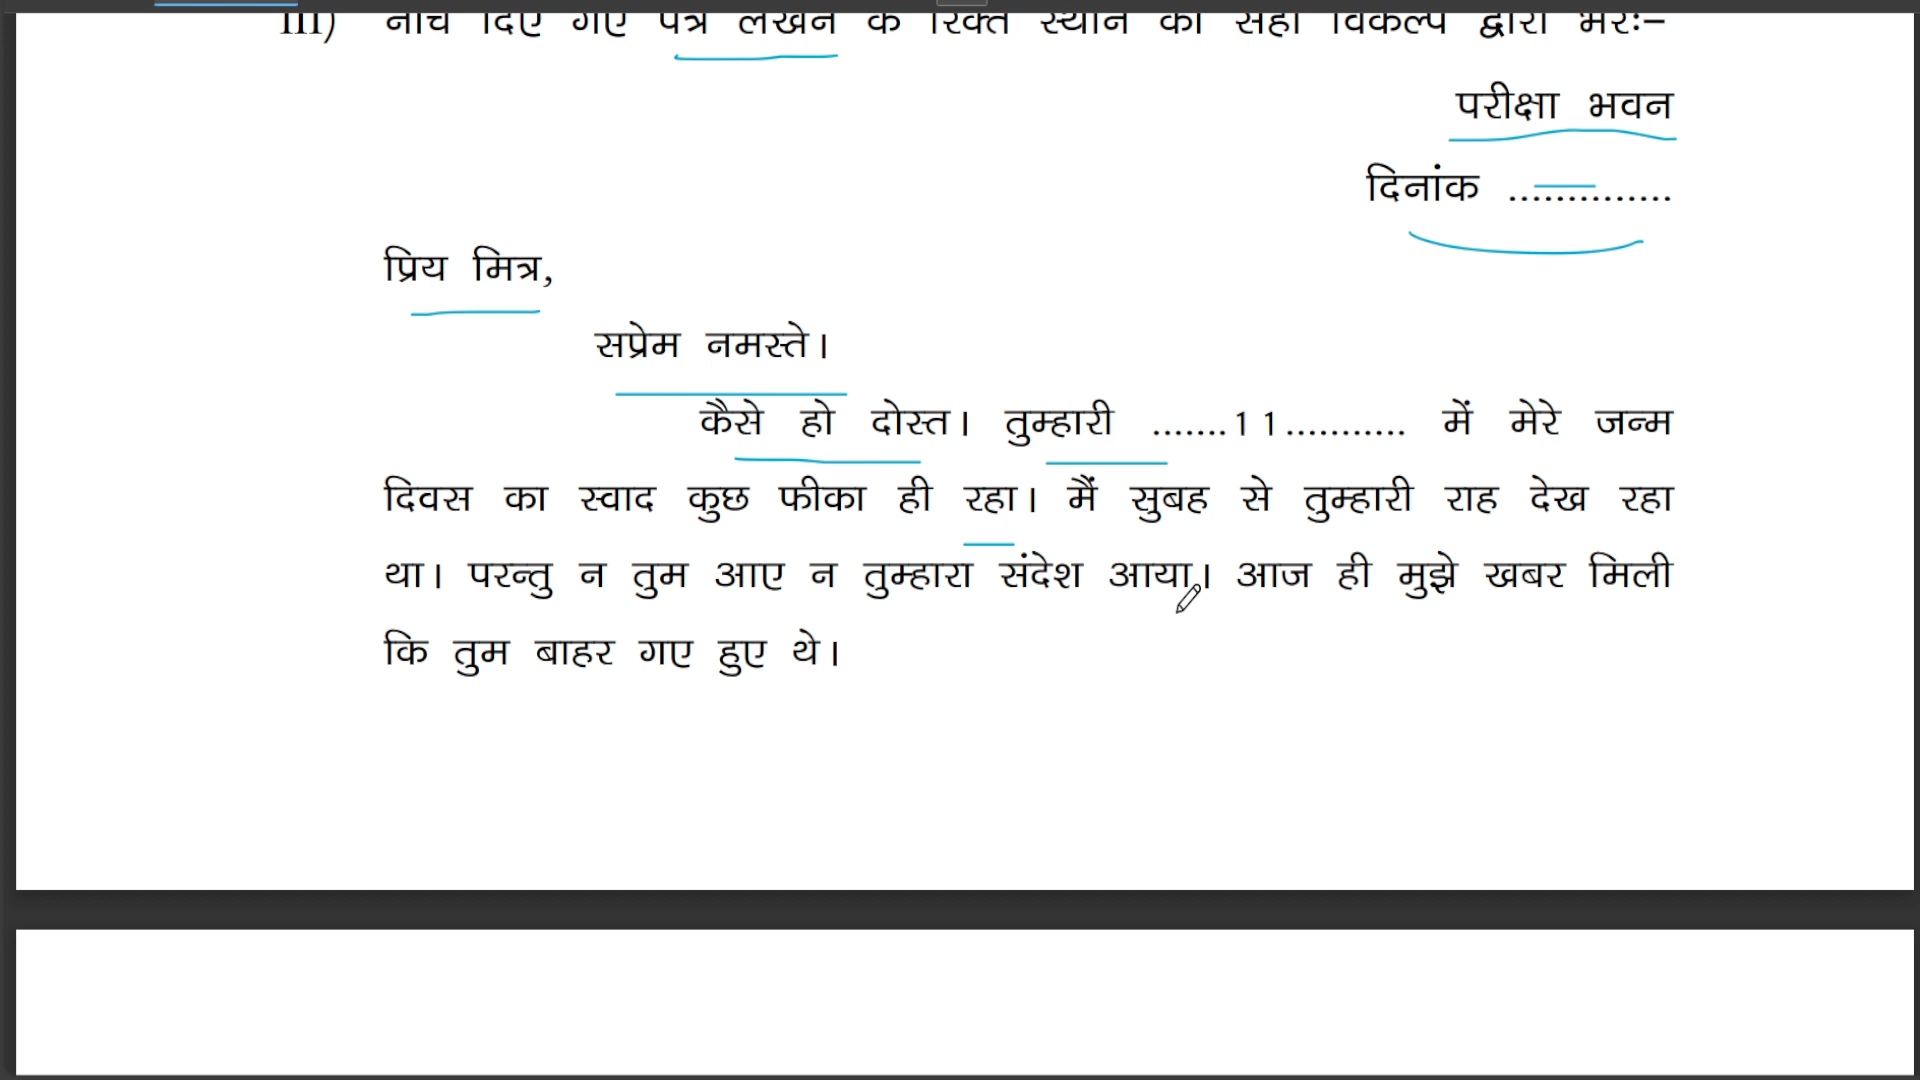 III) नीचे दिए गए पत्र लेखन के रिक्त स्थान को सही विकल्प द्वारा भरेंः–
परीक्षा भवन
दिनांक ..............
प्रिय मित्र,
सप्रेम नमस्ते।
कैसे हो दोस्त। तुम्हारी .......11........... में मेरे जन्म
दिवस का स्वाद कुछ फीका ही रहा। मैं सुबह से तुम्हारी राह देख रहा
था। परन्तु न तुम आए न तुम्हारा संदेश आया। आज ही मुझे खबर मिली
कि तुम बाहर गए हुए थे।